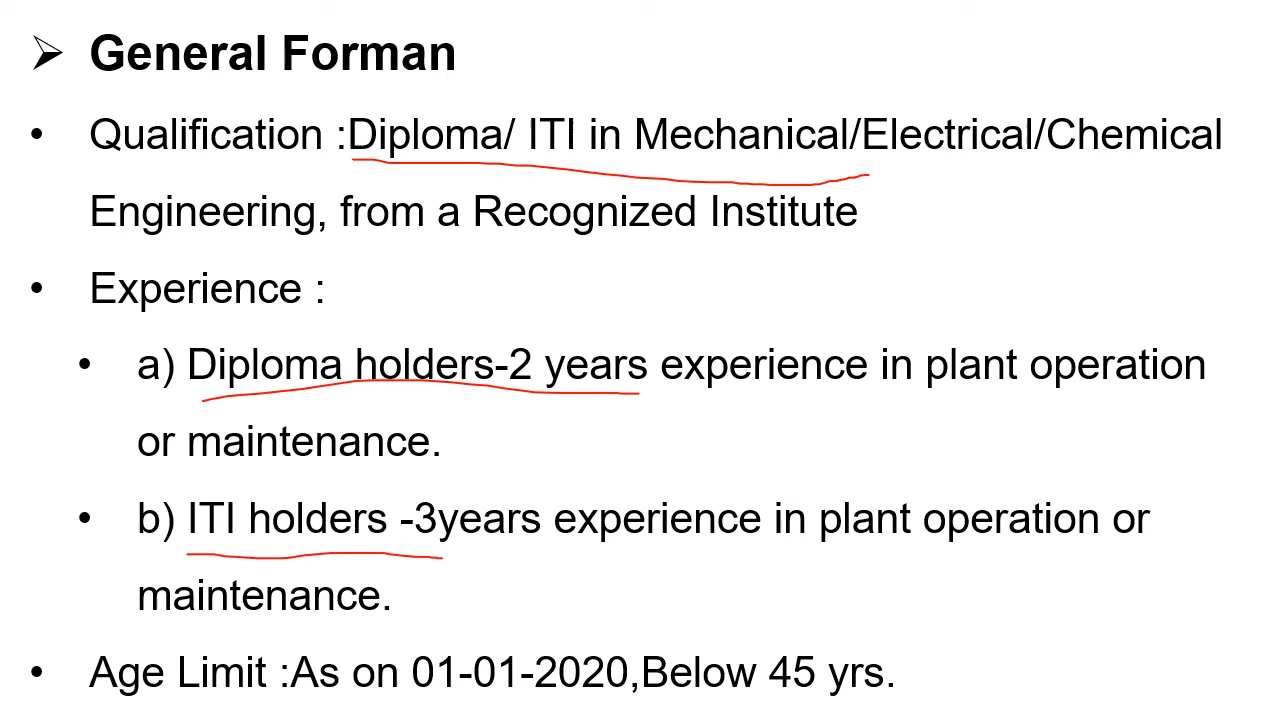 ➢ General Forman
• Qualification :Diploma/ ITI in Mechanical/Electrical/Chemical
Engineering, from a Recognized Institute
• Experience :
• a) Diploma holders-2 years experience in plant operation
or maintenance.
• b) ITI holders -3years experience in plant operation or
maintenance.
• Age Limit :As on 01-01-2020,Below 45 yrs.